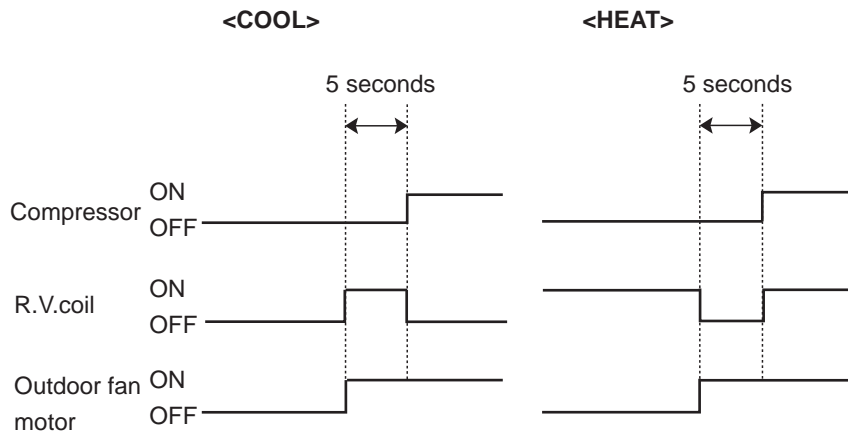 <COOL> <HEAT>
5 seconds 5 seconds
Compressor ON
OFF
R.V.coil ON
OFF
Outdoor fan motor ON
OFF